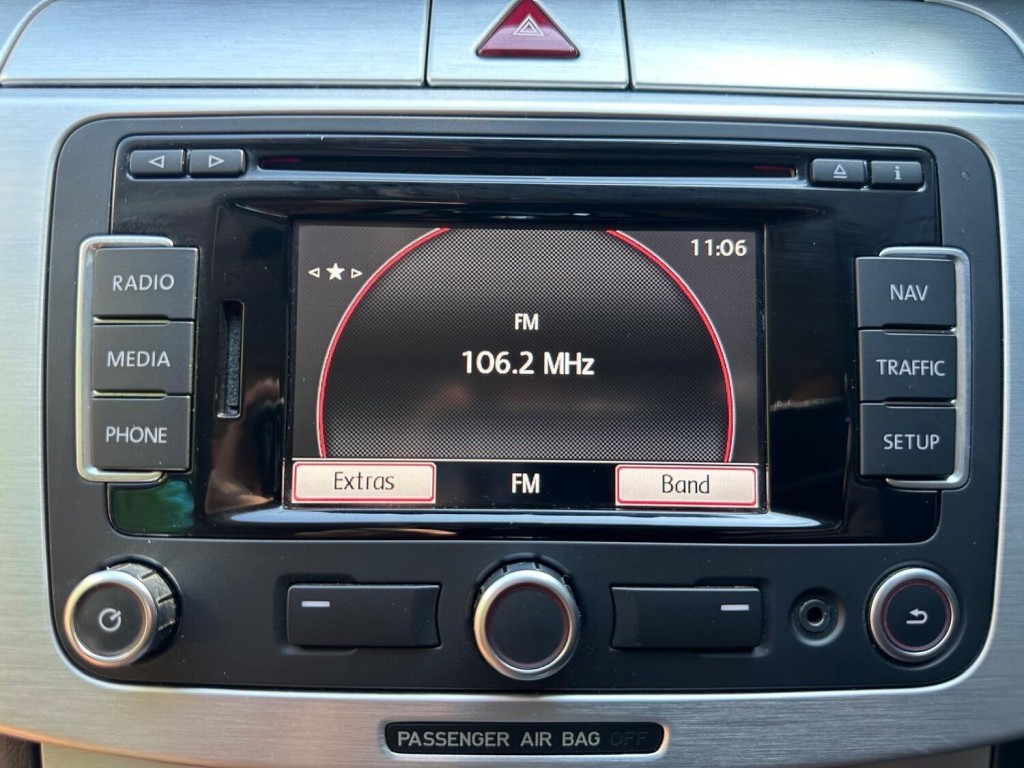 i
11:06
RADIO
NAV
FM
MEDIA
106.2 MHz
TRAFFIC
PHONE
SETUP
Extras
FM
Band
PASSENGER AIR BAG OFF